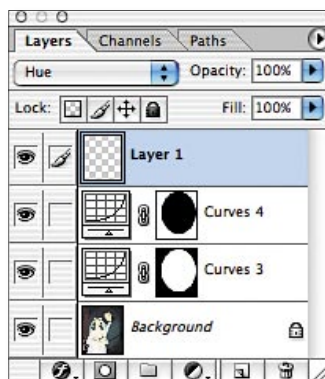 Layers Channels Paths
Hue Opacity: 100%
Lock: Fill: 100%
Layer 1
Curves 4
Curves 3
Background